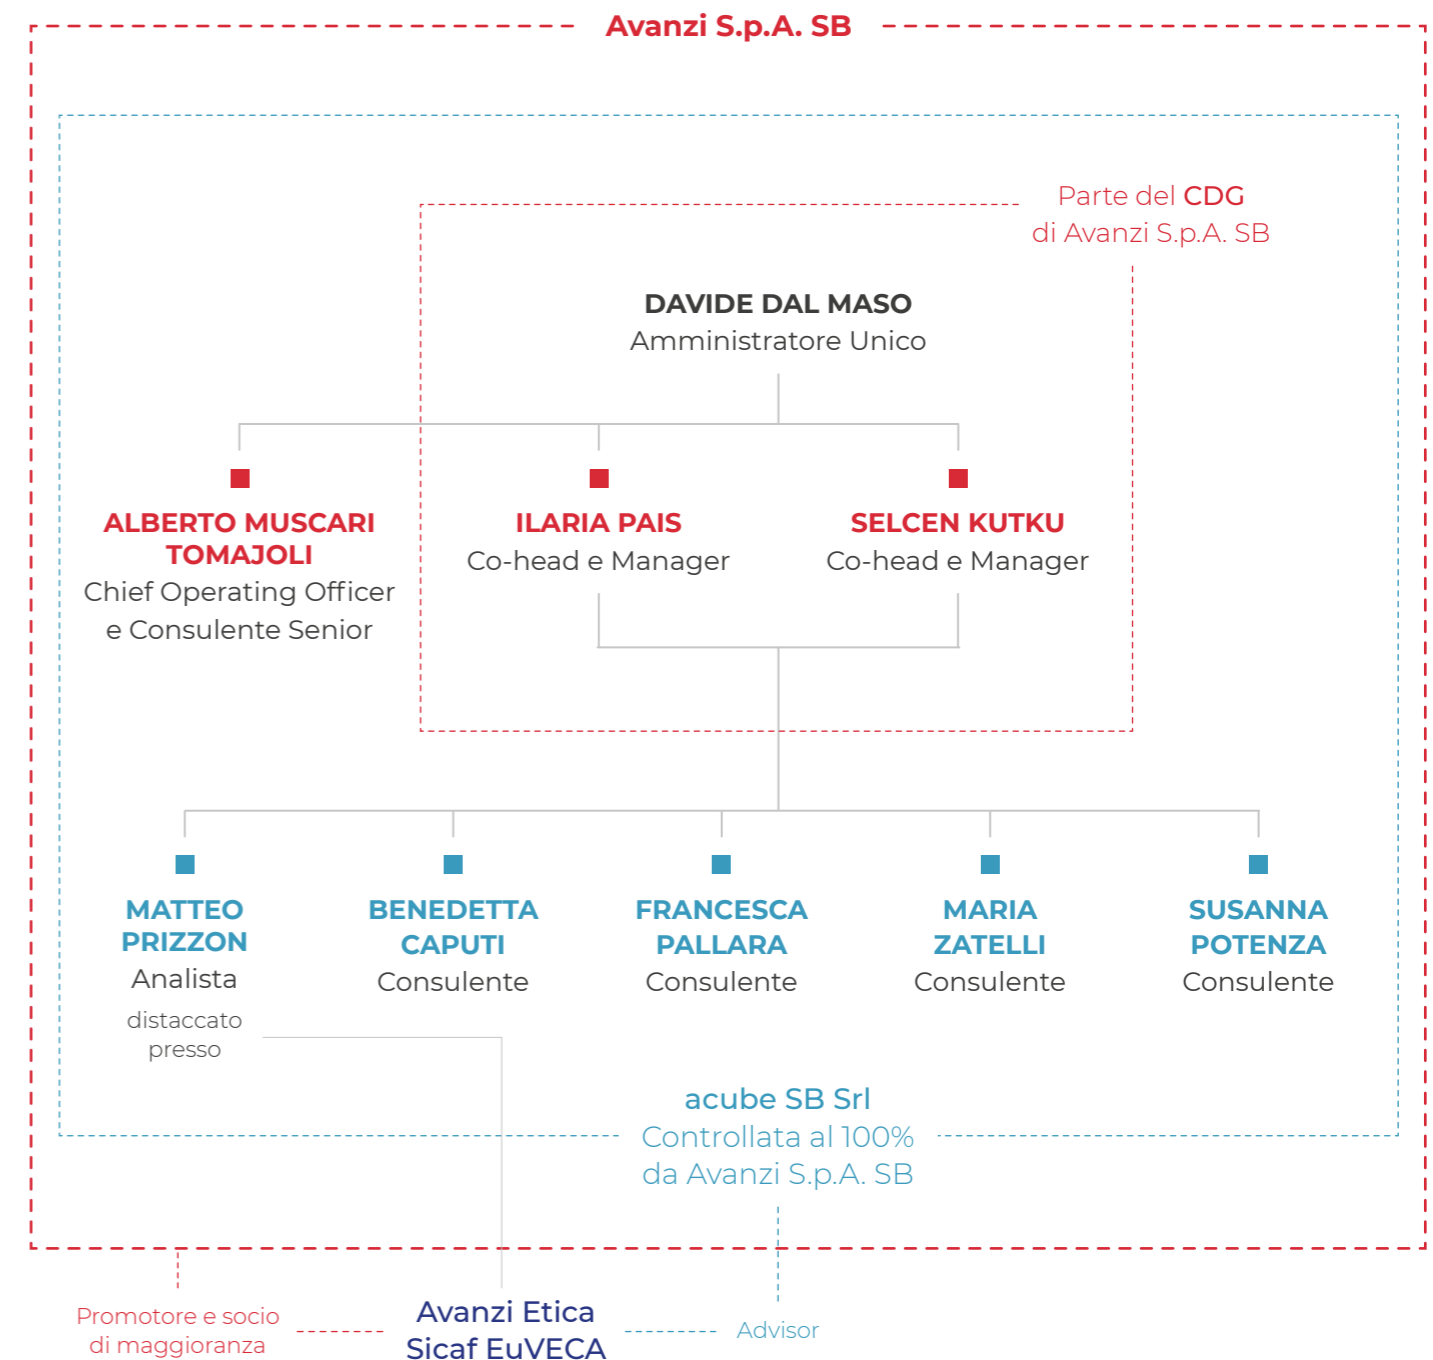 Avanzi S.p.A. SB
Parte del CDG
di Avanzi S.p.A. SB
DAVIDE DAL MASO
Amministratore Unico
ALBERTO MUSCARI
TOMAJOLI
Chief Operating Officer
e Consulente Senior
ILARIA PAIS
Co-head e Manager
SELCEN KUTKU
Co-head e Manager
MATTEO
PRIZZON
Analista
distaccato
presso
BENEDETTA
CAPUTI
Consulente
FRANCESCA
PALLARA
Consulente
MARIA
ZATELLI
Consulente
SUSANNA
POTENZA
Consulente
acube SB Srl
Controllata al 100%
da Avanzi S.p.A. SB
Promotore e socio
di maggioranza
Avanzi Etica
Sicaf EuVECA
Advisor